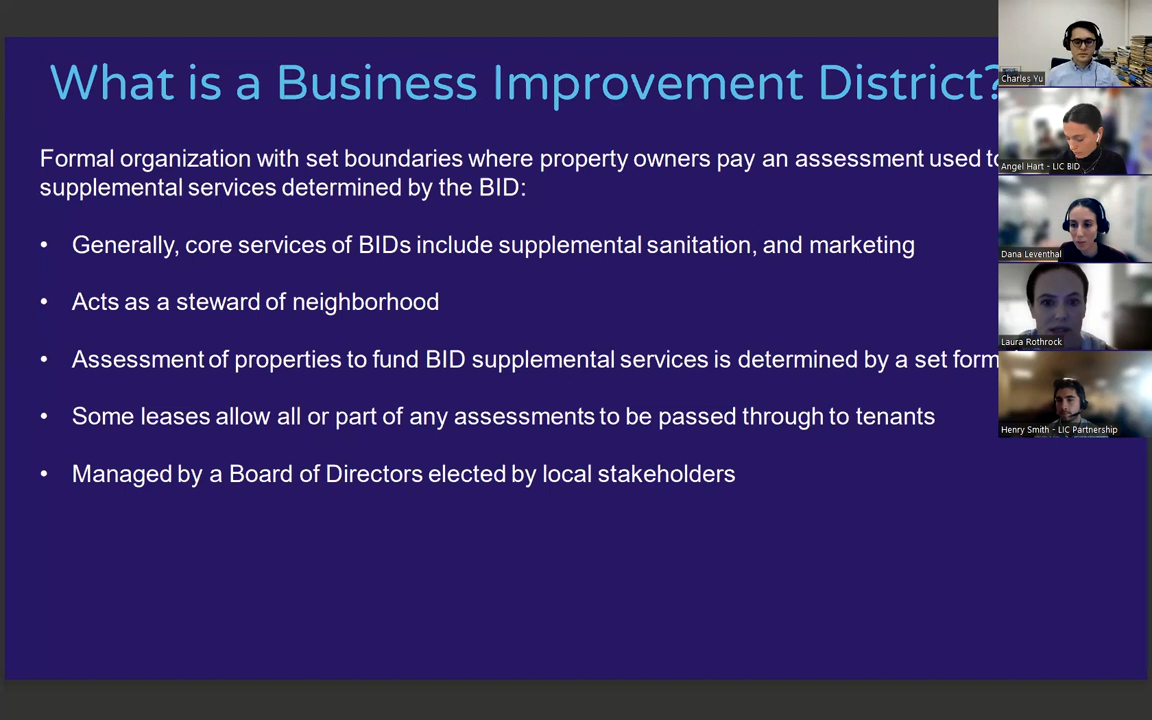 What is a Business Improvement District?
Formal organization with set boundaries where property owners pay an assessment used
supplemental services determined by the BID:
• Generally, core services of BIDs include supplemental sanitation, and marketing
• Acts as a steward of neighborhood
• Assessment of properties to fund BID supplemental services is determined by a set
• Some leases allow all or part of any assessments to be passed through to tenants
• Managed by a Board of Directors elected by local stakeholders
Charles Yu
Angel Hart - LIC BID
Dana Leventhal
Laura Rothrock
Henry Smith - LIC Partnership